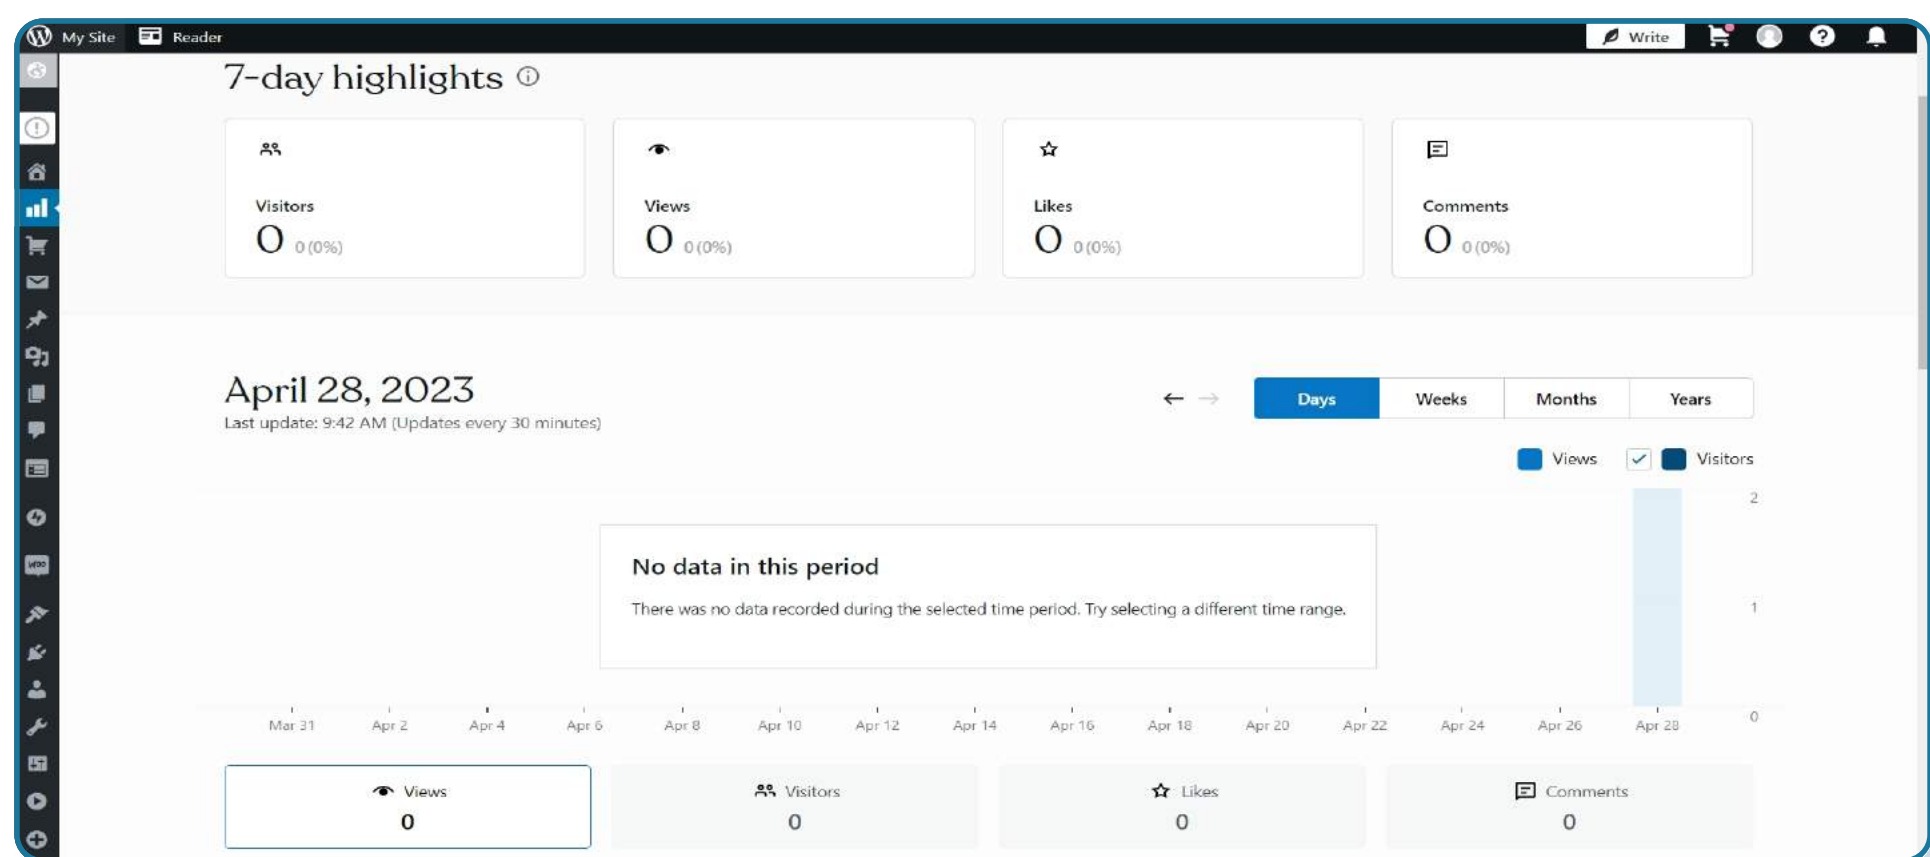 My Site Reader Write
7-day highlights
Visitors Views Likes Comments
0 0 (0%) 0 0 (0%) 0 0 (0%) 0 0 (0%)
April 28, 2023
Days Weeks Months Years
Last update: 9:42 AM (Updates every 30 minutes)
Views Visitors
2
No data in this period
There was no data recorded during the selected time period. Try selecting a different time range.
1
0
Mar 31 Apr 2 Apr 4 Apr 6 Apr 8 Apr 10 Apr 12 Apr 14 Apr 16 Apr 18 Apr 20 Apr 22 Apr 24 Apr 26 Apr 28
Views Visitors Likes Comments
0 0 0 0
Woo